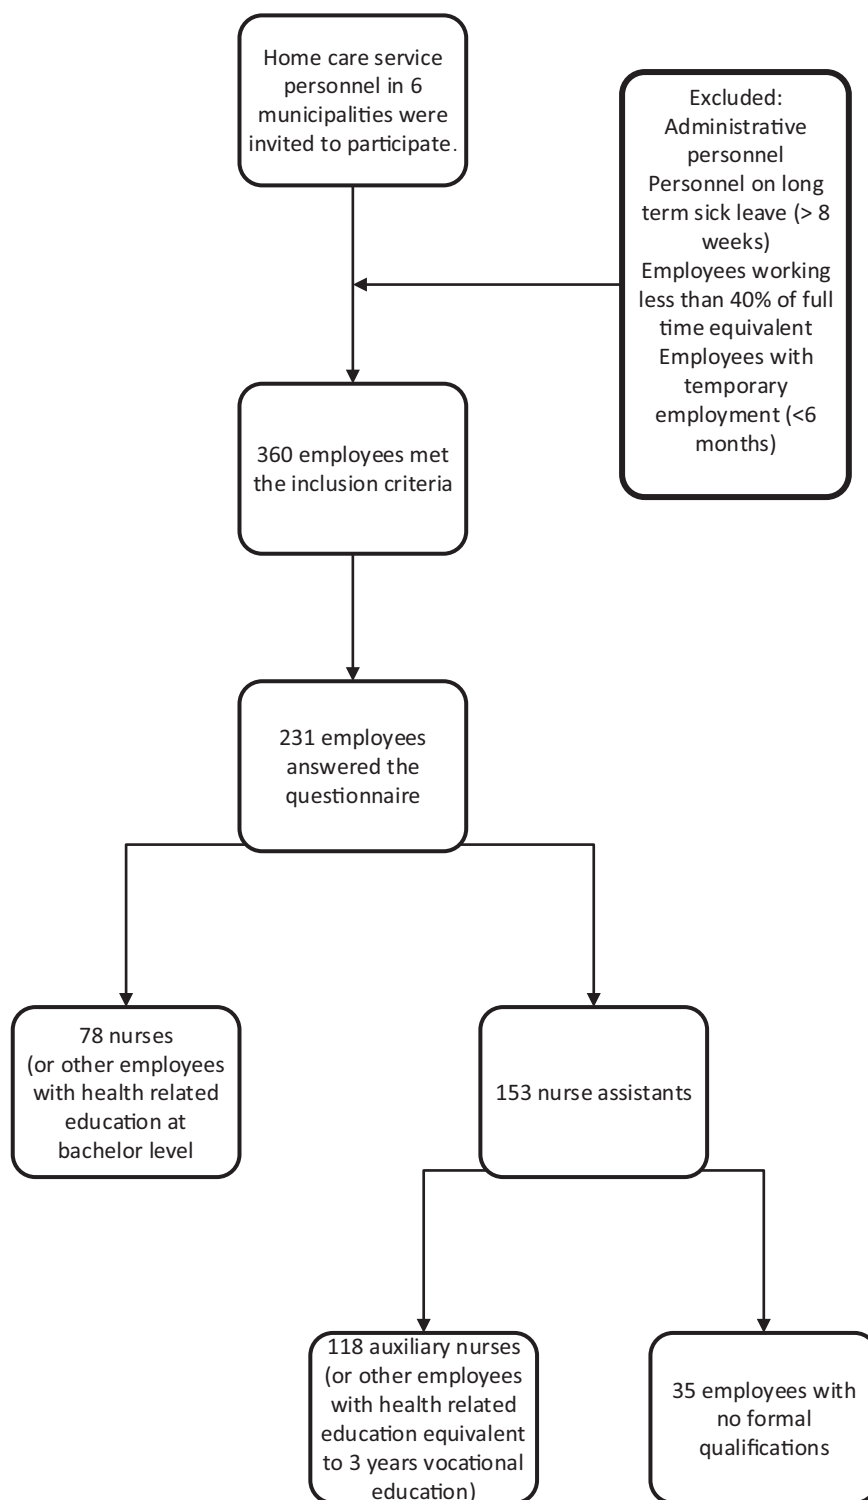 Home care service
personnel in 6
municipalities were
invited to participate.
Excluded:
Administrative
personnel
Personnel on long
term sick leave (> 8
weeks)
Employees working
less than 40% of full
time equivalent
Employees with
temporary
employment (<6
months)
360 employees met
the inclusion criteria
231 employees
answered the
questionnaire
78 nurses
(or other employees
with health related
education at
bachelor level
153 nurse assistants
118 auxiliary nurses
(or other employees
with health related
education equivalent
to 3 years vocational
education)
35 employees with
no formal
qualifications